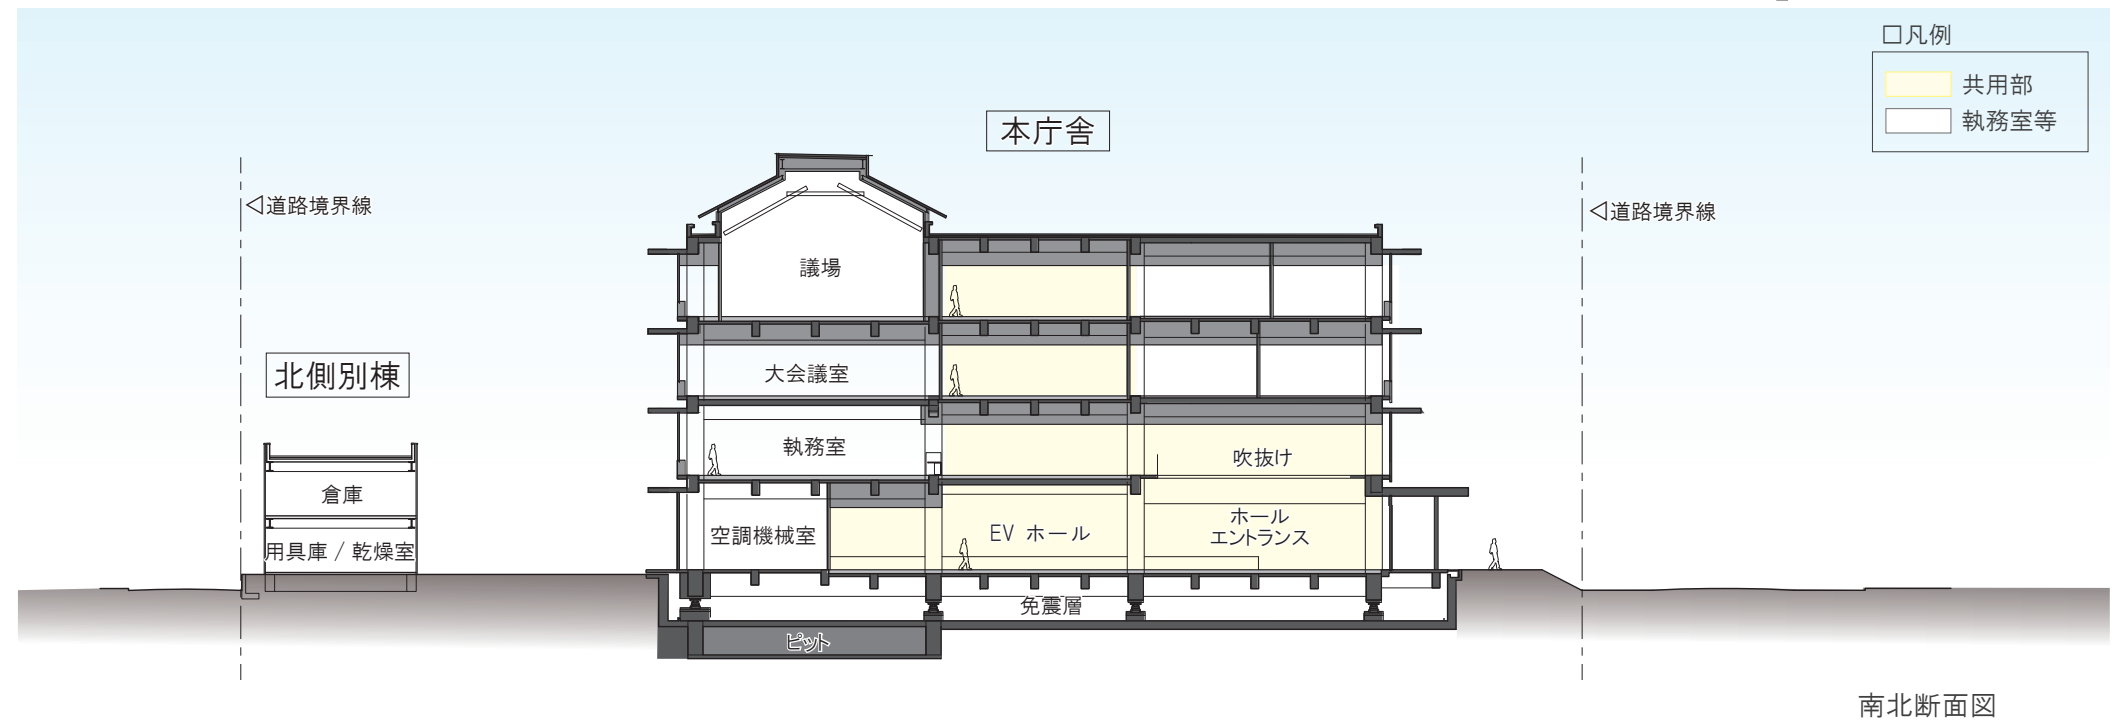 □凡例
共用部
執務室等
本庁舎
◁道路境界線
◁道路境界線
議場
北側別棟
大会議室
執務室
吹抜け
倉庫
用具庫 / 乾燥室
空調機械室
EV ホール
ホール
エントランス
免震層
ピット
南北断面図